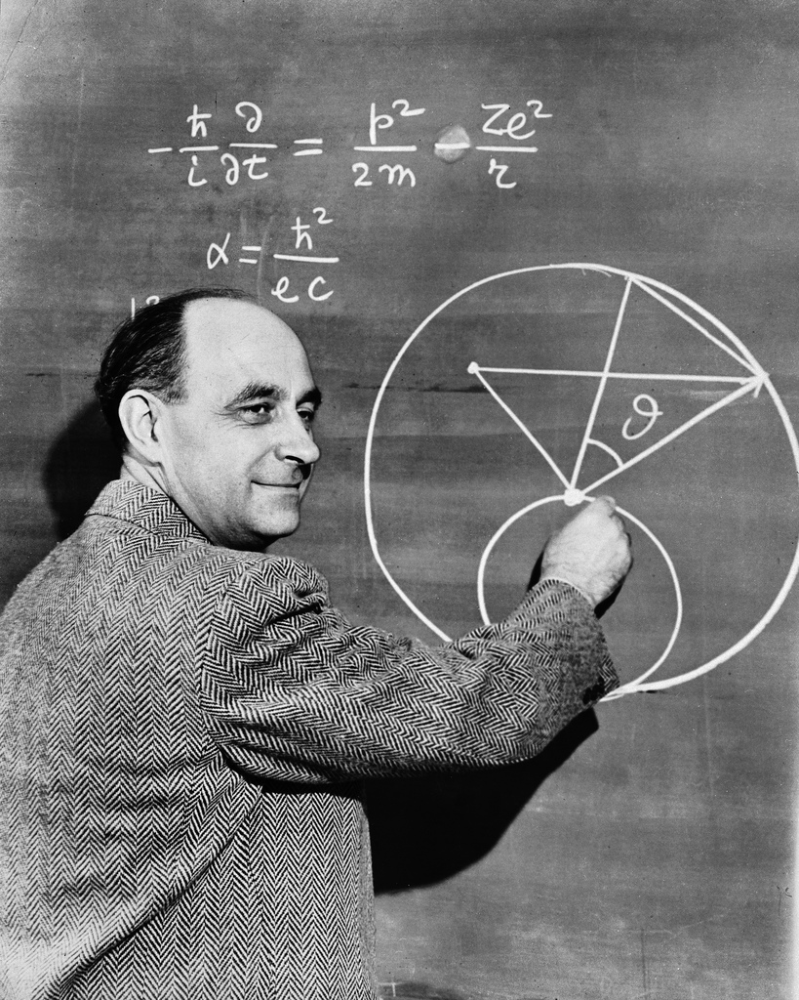 -ℏ/i ∂/∂t = p²/2m - Ze²/r
α = ℏ²/ec
ϑ